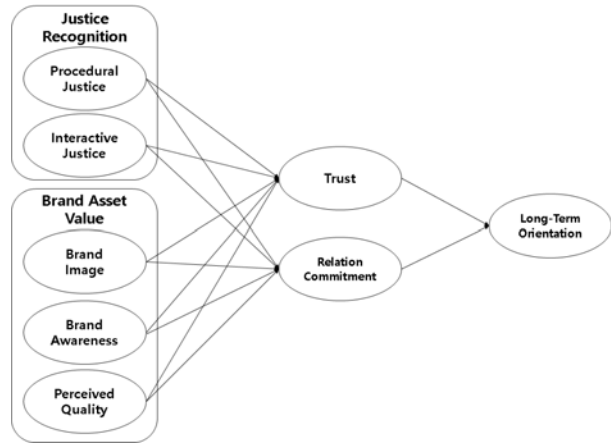 Justice
Recognition
Procedural
Justice
Interactive
Justice
Brand Asset
Value
Brand
Image
Brand
Awareness
Perceived
Quality
Trust
Relation
Commitment
Long-Term
Orientation